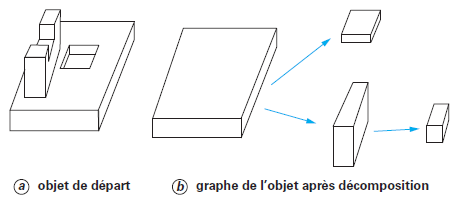 a objet de départ
b graphe de l'objet après décomposition